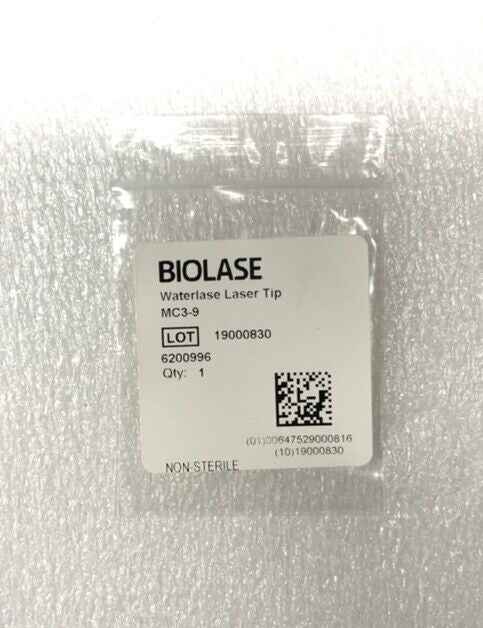 BIOLASE
Waterlase Laser Tip
MC3-9
LOT 19000830
6200996
Qty: 1
(01)00647529000816
(10)19000830
NON-STERILE